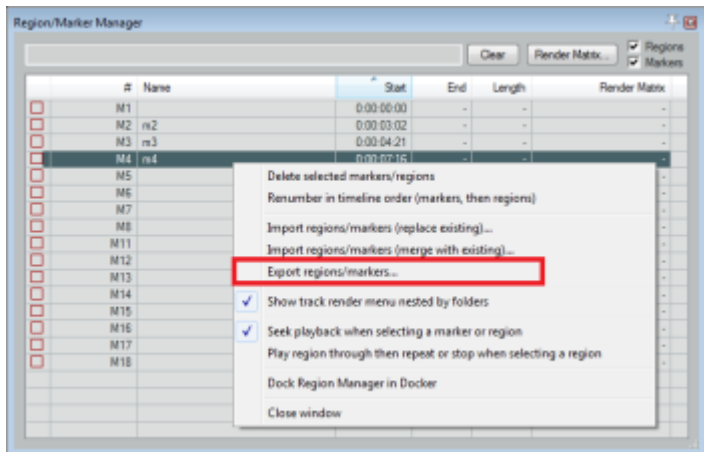 Region/Marker Manager
Clear Render Matrix... Regions
Markers
# Name Start End Length Render Matrix
M1 0:00:00:00 - - -
M2 m2 0:00:03:02 - - -
M3 m3 0:00:04:21 - - -
M4 m4 0:00:07:16 - - -
M5 Delete selected markers/regions
M6 Renumber in timeline order (markers, then regions)
M7
M8 Import regions/markers (replace existing)...
M11 Import regions/markers (merge with existing)...
M12
M13 Export regions/markers...
M14 Show track render menu nested by folders
M15
M16 Seek playback when selecting a marker or region
M17 Play region through then repeat or stop when selecting a region
M18
Dock Region Manager in Docker
Close window